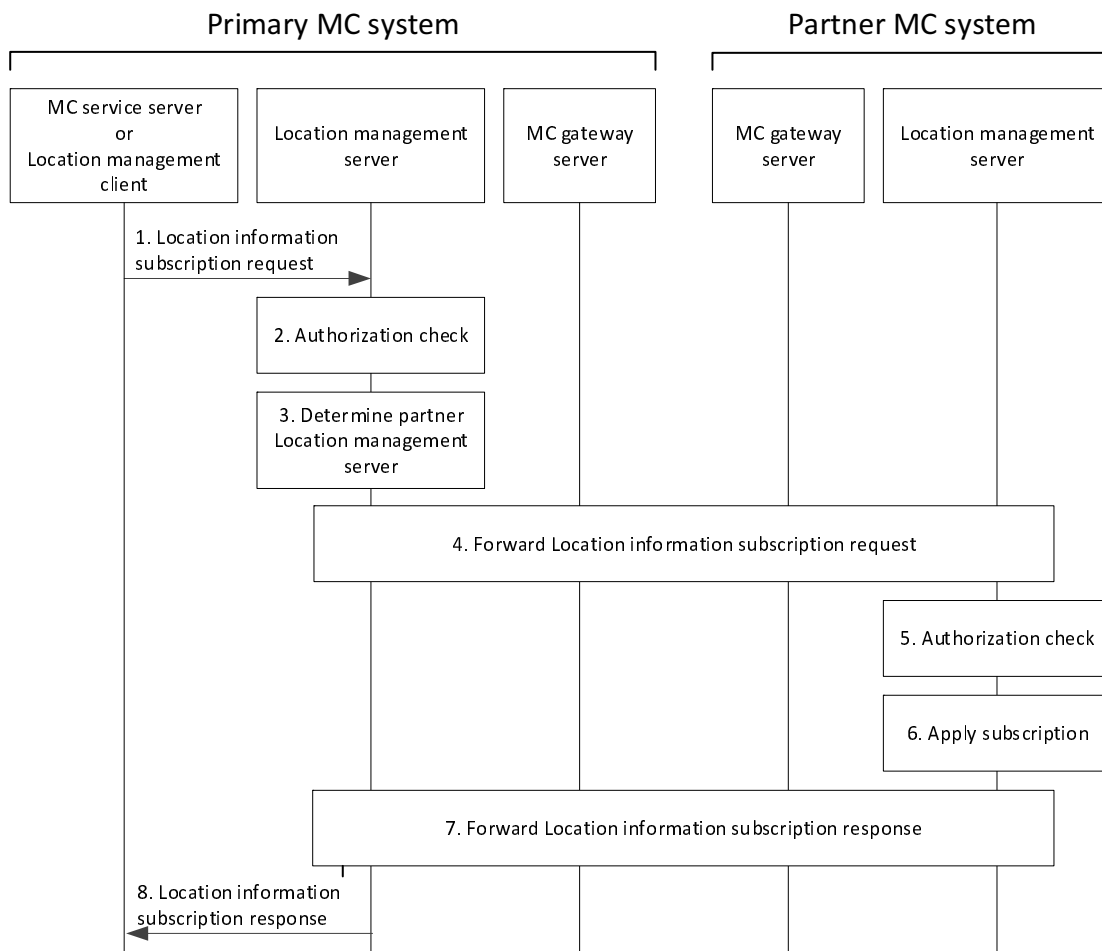 Primary MC system
Partner MC system
MC service server
or
Location management
client
Location management
server
MC gateway
server
MC gateway
server
Location management
server
1. Location information
subscription request
2. Authorization check
3. Determine partner
Location management
server
4. Forward Location information subscription request
5. Authorization check
6. Apply subscription
7. Forward Location information subscription response
8. Location information
subscription response